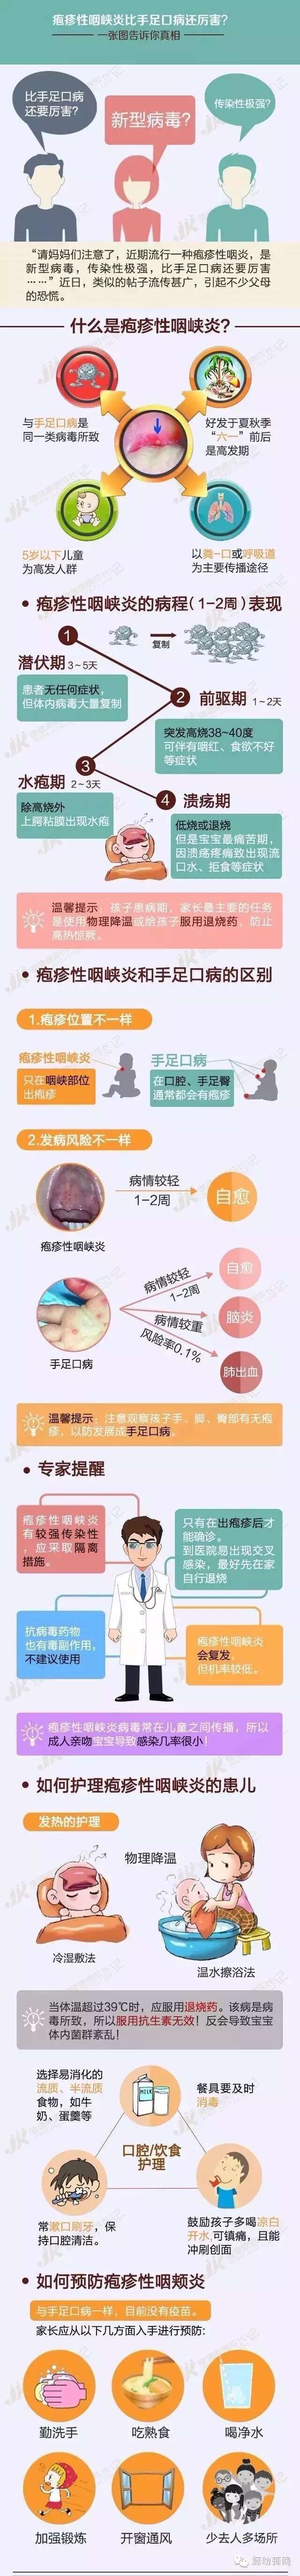 疱疹性咽峡炎比手足口病还厉害?
一张图告诉你真相
比手足口病
还要厉害?
新型病毒?
传染性极强?
“请妈妈们注意了，近期流行一种疱疹性咽炎，是
新型病毒，传染性极强，比手足口病还要厉害
……”近日，类似的帖子流传甚广，引起不少父母
的恐慌。
什么是疱疹性咽峡炎?
与手足口病是
同一类病毒所致
好发于夏秋季
“六一”前后
是高发期
5岁以下儿童
为高发人群
以粪-口或呼吸道
为主要传播途径
疱疹性咽峡炎的病程(1-2周)表现
1
复制
潜伏期 3~5天
患者无任何症状，
但体内病毒大量复制
2 前驱期 1~2天
突发高烧38~40度
可伴有咽红、食欲不好
等症状
3
水疱期 2~3天
除高烧外
上腭粘膜出现水疱
4 溃疡期
低烧或退烧
但是宝宝最痛苦期，
因溃疡疼痛致出现流
口水、拒食等症状
温馨提示：孩子患病期，家长最主要的任务
是使用物理降温或给孩子服用退烧药，防止
高热惊厥。
疱疹性咽峡炎和手足口病的区别
1.疱疹位置不一样
疱疹性咽峡炎
只在咽峡部位
出疱疹
手足口病
在口腔、手足臀
通常都会有疱疹
2.发病风险不一样
病情较轻
1-2周
自愈
疱疹性咽峡炎
病情较轻
1-2周
自愈
病情较重
风险率0.1%
脑炎
肺出血
手足口病
温馨提示：注意观察孩子手、脚、臀部有无疱
疹，以防发展成手足口病。
专家提醒
疱疹性咽峡炎
有较强传染性
，应采取隔离
措施。
只有在出疱疹后才
能确诊。
到医院易出现交叉
感染，最好先在家
自行退烧
抗病毒药物
也有毒副作用，
不建议使用
疱疹性咽峡炎
会复发，
但机率较低。
疱疹性咽峡炎病毒常在儿童之间传播，所以
成人亲吻宝宝导致感染几率很小！
如何护理疱疹性咽峡炎的患儿
发热的护理
物理降温
冷湿敷法
温水擦浴法
当体温超过39℃时，应服用退烧药。该病是病
毒所致，所以服用抗生素无效！反会导致宝宝
体内菌群紊乱！
选择易消化的
流质、半流质
食物，如牛
奶、蛋羹等
MILK
餐具要及时
消毒
口腔/饮食
护理
常漱口刷牙，保
持口腔清洁。
鼓励孩子多喝凉白
开水,可镇痛，且能
冲刷创面
如何预防疱疹性咽颊炎
与手足口病一样，目前没有疫苗。
家长应从以下几方面入手进行预防：
勤洗手
吃熟食
喝净水
加强锻炼
开窗通风
少去人多场所